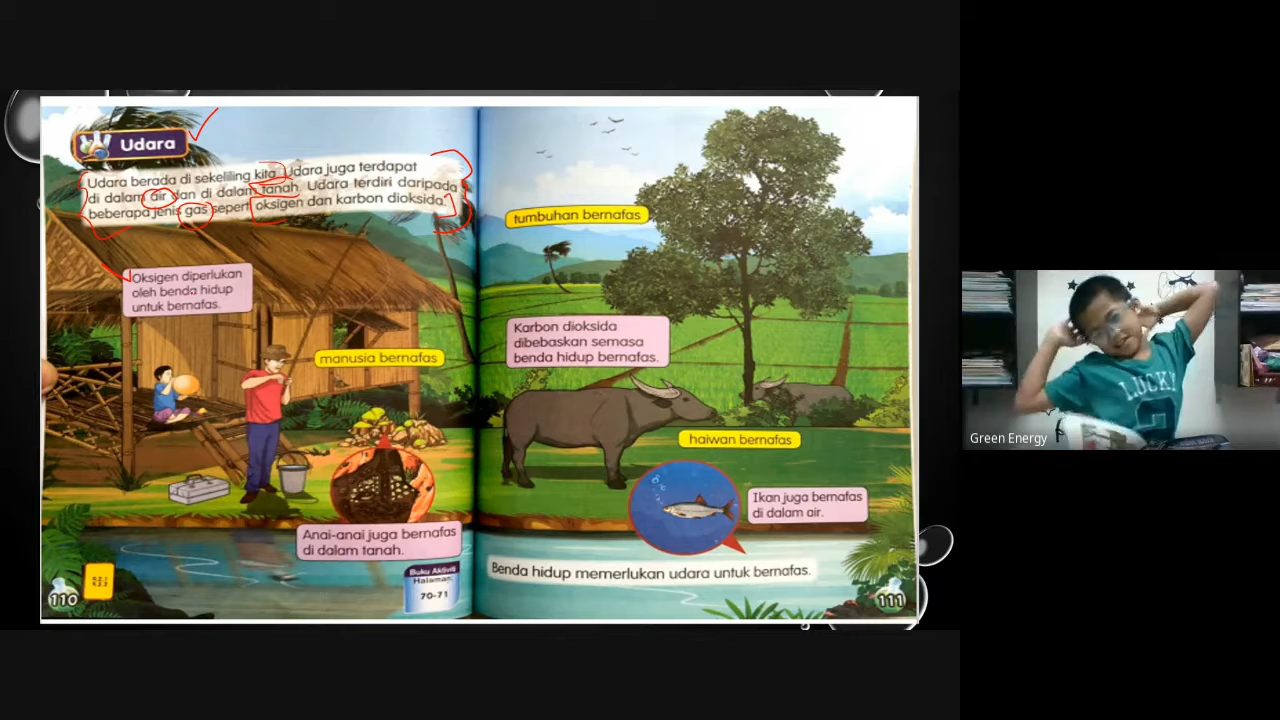 Udara
Udara berada di sekeliling kita. Udara juga terdapat
di dalam air dan di dalam tanah. Udara terdiri daripada
beberapa jenis gas seperti oksigen dan karbon dioksida.
Oksigen diperlukan
oleh benda hidup
untuk bernafas.
manusia bernafas
Anai-anai juga bernafas
di dalam tanah.
Buku Aktiviti
Halaman:
70-71
110
tumbuhan bernafas
Karbon dioksida
dibebaskan semasa
benda hidup bernafas.
haiwan bernafas
Ikan juga bernafas
di dalam air.
Benda hidup memerlukan udara untuk bernafas.
111
LUCKY
Green Energy